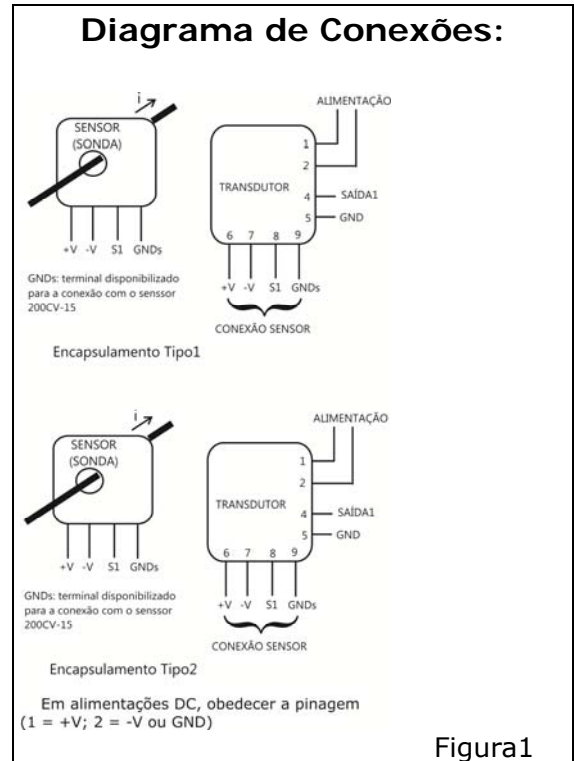 Diagrama de Conexões:
i
SENSOR
(SONDA)
+V -V S1 GNDs
GNDs: terminal disponibilizado
para a conexão com o senssor
200CV-15
ALIMENTAÇÃO
1
2
TRANSDUTOR
4 SAÍDA1
5 GND
6 7 8 9
+V -V S1 GNDs
CONEXÃO SENSOR
Encapsulamento Tipo1
i
SENSOR
(SONDA)
+V -V S1 GNDs
GNDs: terminal disponibilizado
para a conexão com o senssor
200CV-15
ALIMENTAÇÃO
1
2
TRANSDUTOR
4 SAÍDA1
5 GND
6 7 8 9
+V -V S1 GNDs
CONEXÃO SENSOR
Encapsulamento Tipo2
Em alimentações DC, obedecer a pinagem
(1 = +V; 2 = -V ou GND)
Figura1